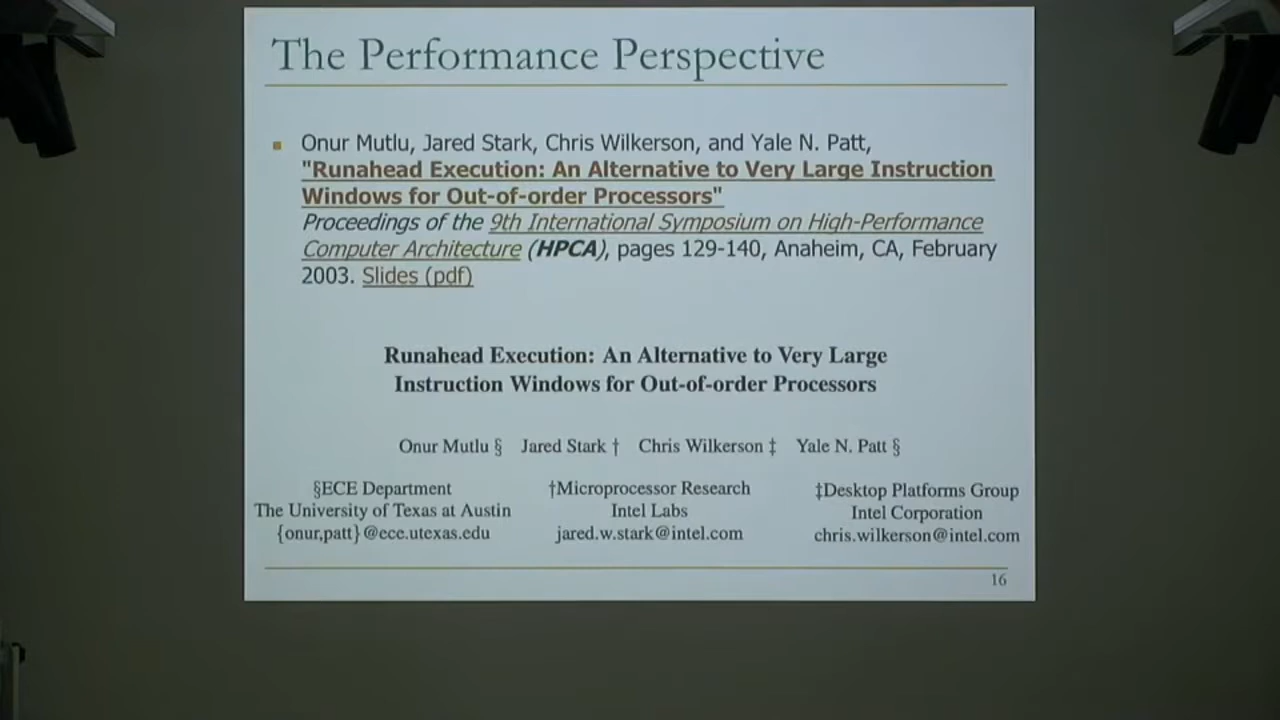 The Performance Perspective
Onur Mutlu, Jared Stark, Chris Wilkerson, and Yale N. Patt,
"Runahead Execution: An Alternative to Very Large Instruction
Windows for Out-of-order Processors"
Proceedings of the 9th International Symposium on High-Performance
Computer Architecture (HPCA), pages 129-140, Anaheim, CA, February
2003. Slides (pdf)
Runahead Execution: An Alternative to Very Large
Instruction Windows for Out-of-order Processors
Onur Mutlu § Jared Stark † Chris Wilkerson ‡ Yale N. Patt §
§ECE Department †Microprocessor Research ‡Desktop Platforms Group
The University of Texas at Austin Intel Labs Intel Corporation
{onur,patt}@ece.utexas.edu jared.w.stark@intel.com chris.wilkerson@intel.com
16